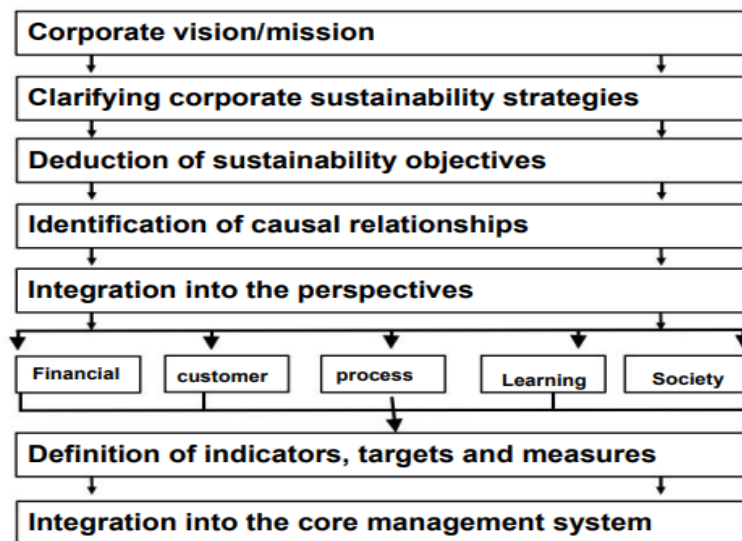 Corporate vision/mission
Clarifying corporate sustainability strategies
Deduction of sustainability objectives
Identification of causal relationships
Integration into the perspectives
Financial
customer
process
Learning
Society
Definition of indicators, targets and measures
Integration into the core management system